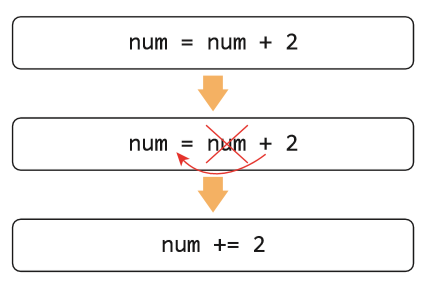 num = num + 2
num = num + 2
num += 2